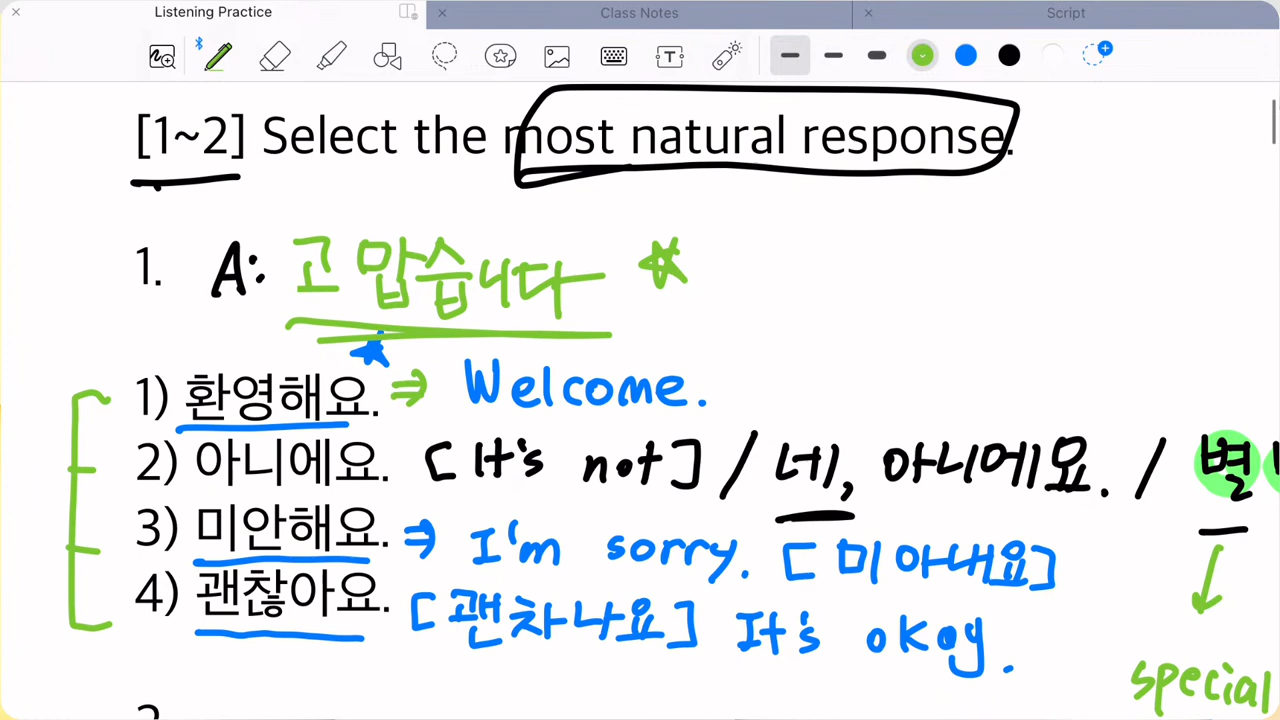 Listening Practice
Class Notes
Script
[1~2] Select the most natural response.
1. A: 고맙습니다
1) 환영해요. ⇒ Welcome.
2) 아니에요. [It's not] / 네, 아니에요. / 별
3) 미안해요. ⇒ I'm sorry. [미아내요]
4) 괜찮아요. [괜차나요] It's okay.
special